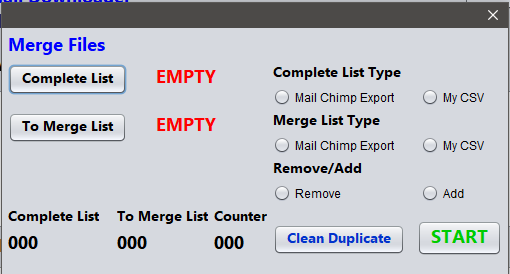 Merge Files
Complete List EMPTY
Complete List Type
Mail Chimp Export My CSV
To Merge List EMPTY
Merge List Type
Mail Chimp Export My CSV
Remove/Add
Remove Add
Complete List To Merge List Counter
000 000 000
Clean Duplicate START